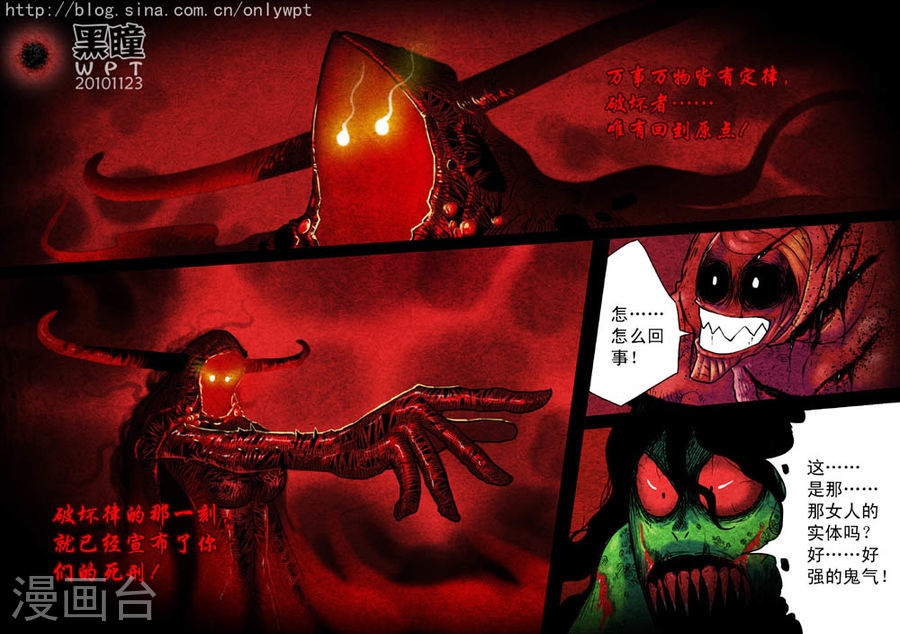 http://blog.sina.com.cn/onlywpt
黑瞳
WPT
20101123
万事万物皆有定律，
破坏者……
唯有回到原点！
怎……
怎么回
事！
破坏律的那一刻
就已经宣布了你
们的死刑！
这……
是那……
那女人的
实体吗？
好……好
强的鬼气！
漫画台